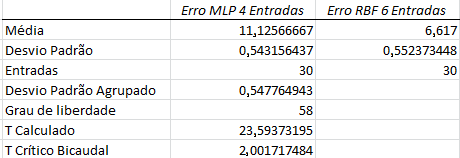 Erro MLP 4 Entradas Erro RBF 6 Entradas
Média 11,12566667 6,617
Desvio Padrão 0,543156437 0,552373448
Entradas 30 30
Desvio Padrão Agrupado 0,547764943
Grau de liberdade 58
T Calculado 23,59373195
T Crítico Bicaudal 2,001717484